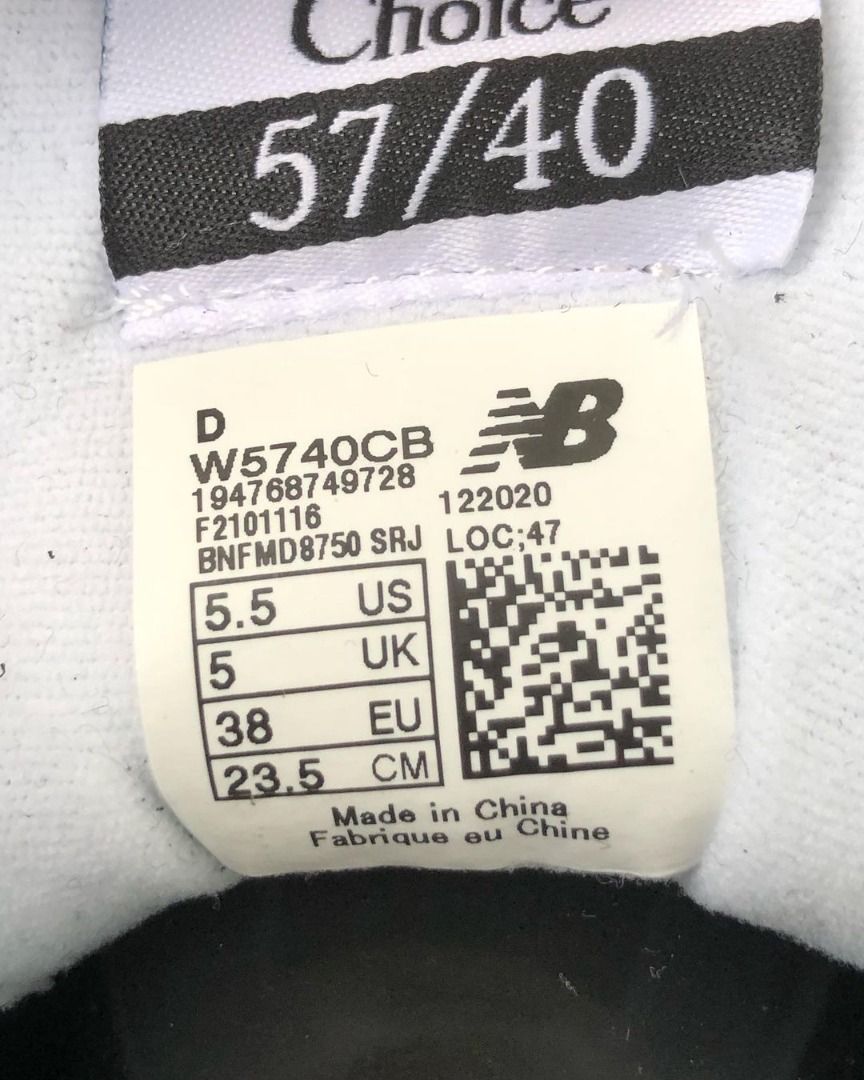 Choice
57/40
D
W5740CB
194768749728
F2101116
BNFMD8750 SRJ
NB
122020
LOC;47
5.5 US
5 UK
38 EU
23.5 CM
Made in China
Fabrique eu Chine